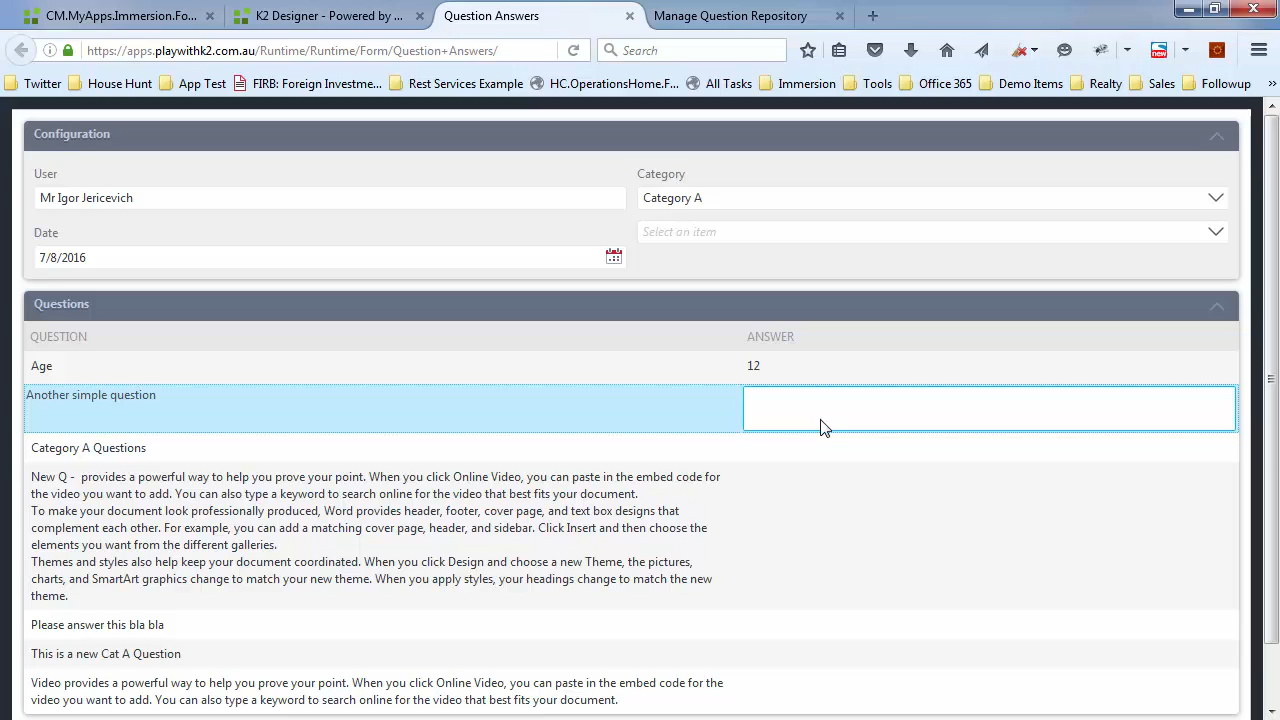 CM.MyApps.Immersion.Fo...
K2 Designer - Powered by ...
Question Answers
Manage Question Repository
https://apps.playwithk2.com.au/Runtime/Runtime/Form/Question+Answers/
Search
new
Twitter
House Hunt
App Test
FIRB: Foreign Investme...
Rest Services Example
HC.OperationsHome.F...
All Tasks
Immersion
Tools
Office 365
Demo Items
Realty
Sales
Followup
Configuration
User
Category
Mr Igor Jericevich
Category A
Date
Select an item
7/8/2016
Questions
QUESTION
ANSWER
Age
12
Another simple question
Category A Questions
New Q -  provides a powerful way to help you prove your point. When you click Online Video, you can paste in the embed code for
the video you want to add. You can also type a keyword to search online for the video that best fits your document.
To make your document look professionally produced, Word provides header, footer, cover page, and text box designs that
complement each other. For example, you can add a matching cover page, header, and sidebar. Click Insert and then choose the
elements you want from the different galleries.
Themes and styles also help keep your document coordinated. When you click Design and choose a new Theme, the pictures,
charts, and SmartArt graphics change to match your new theme. When you apply styles, your headings change to match the new
theme.
Please answer this bla bla
This is a new Cat A Question
Video provides a powerful way to help you prove your point. When you click Online Video, you can paste in the embed code for the
video you want to add. You can also type a keyword to search online for the video that best fits your document.